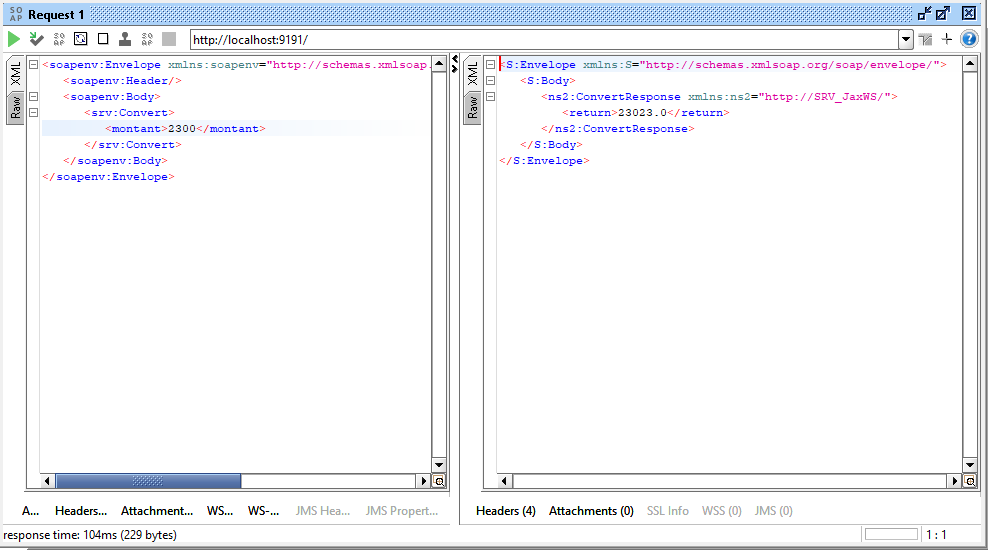 SO
AP
Request 1
SO
AP
SO
AP
http://localhost:9191/
?
XML
Raw
<soapenv:Envelope xmlns:soapenv="http://schemas.xmlsoap.
<soapenv:Header/>
<soapenv:Body>
<srv:Convert>
<montant>2300</montant>
</srv:Convert>
</soapenv:Body>
</soapenv:Envelope>
XML
Raw
<S:Envelope xmlns:S="http://schemas.xmlsoap.org/soap/envelope/">
<S:Body>
<ns2:ConvertResponse xmlns:ns2="http://SRV_JaxWS/">
<return>23023.0</return>
</ns2:ConvertResponse>
</S:Body>
</S:Envelope>
A... Headers... Attachment... WS... WS-... JMS Hea... JMS Propert...
Headers (4) Attachments (0) SSL Info WSS (0) JMS (0)
response time: 104ms (229 bytes)
1 : 1